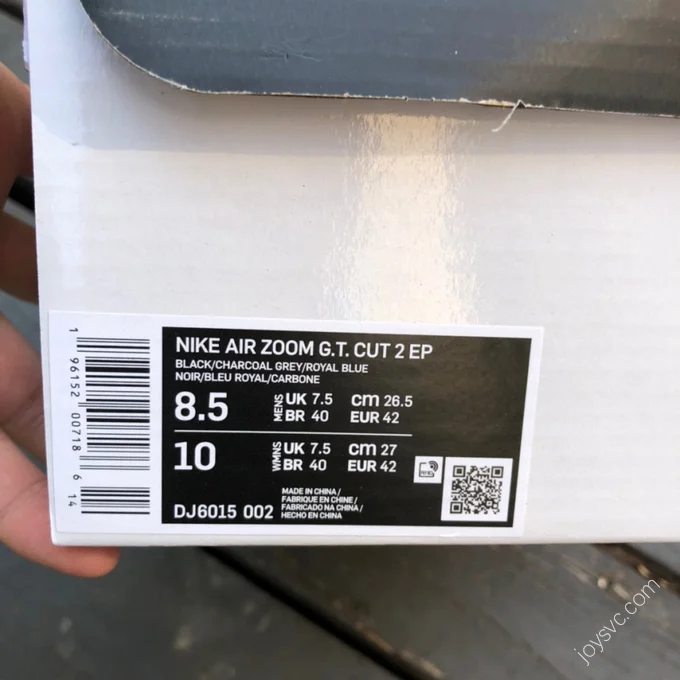 1 96152 00718 6 14
NIKE AIR ZOOM G.T. CUT 2 EP
BLACK/CHARCOAL GREY/ROYAL BLUE
NOIR/BLEU ROYAL/CARBONE
8.5 MENS UK 7.5 cm 26.5
BR 40 EUR 42
10 WMNS UK 7.5 cm 27
BR 40 EUR 42
DJ6015 002
MADE IN CHINA /
FABRIQUE EN CHINE /
FABRICADO NA CHINA /
HECHO EN CHINA
joysvc.com